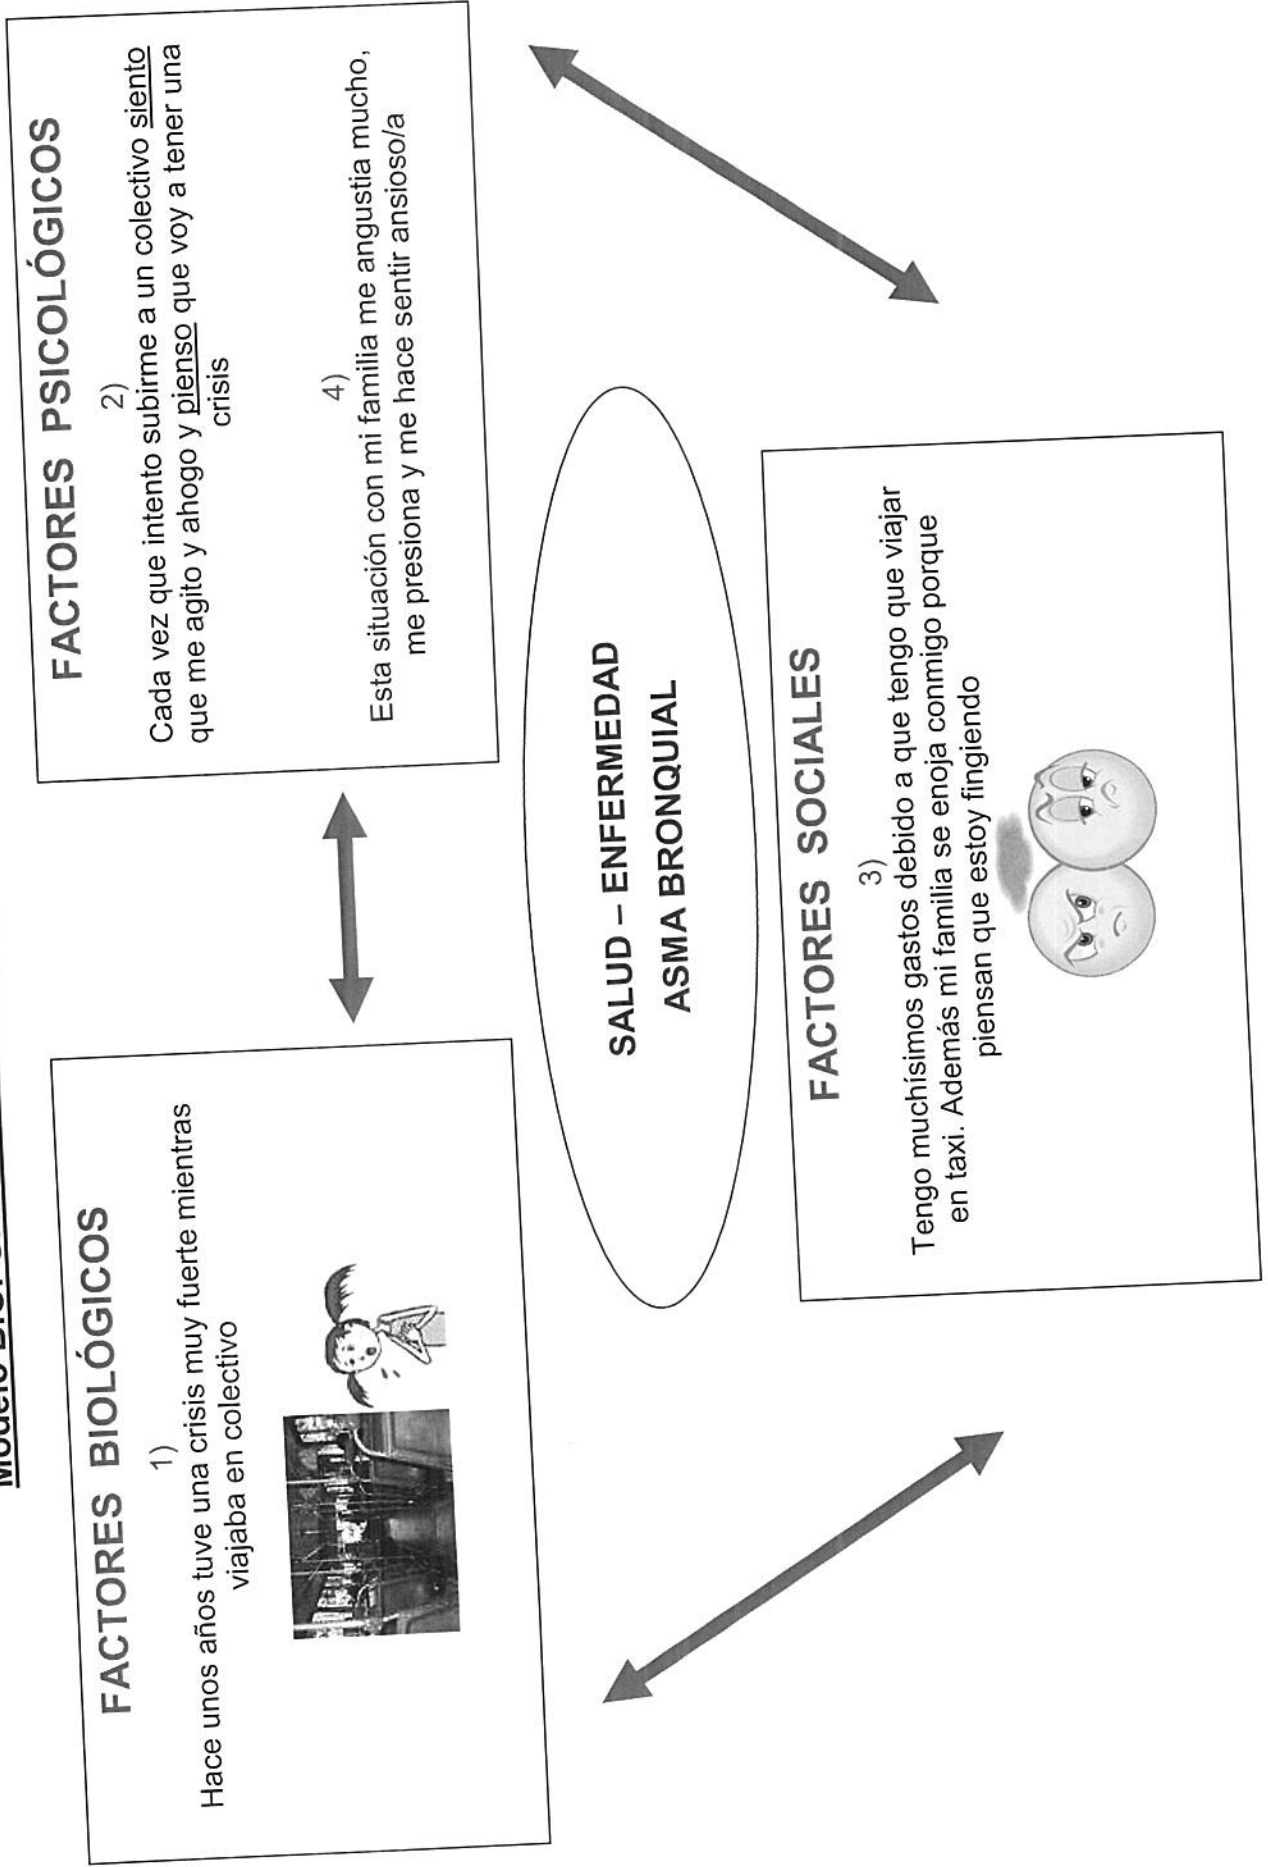 FACTORES BIOLÓGICOS
1)
Hace unos años tuve una crisis muy fuerte mientras
viajaba en colectivo
FACTORES PSICOLÓGICOS
2)
Cada vez que intento subirme a un colectivo siento
que me agito y ahogo y pienso que voy a tener una
crisis
4)
Esta situación con mi familia me angustia mucho,
me presiona y me hace sentir ansioso/a
SALUD – ENFERMEDAD
ASMA BRONQUIAL
FACTORES SOCIALES
3)
Tengo muchísimos gastos debido a que tengo que viajar
en taxi. Además mi familia se enoja conmigo porque
piensan que estoy fingiendo